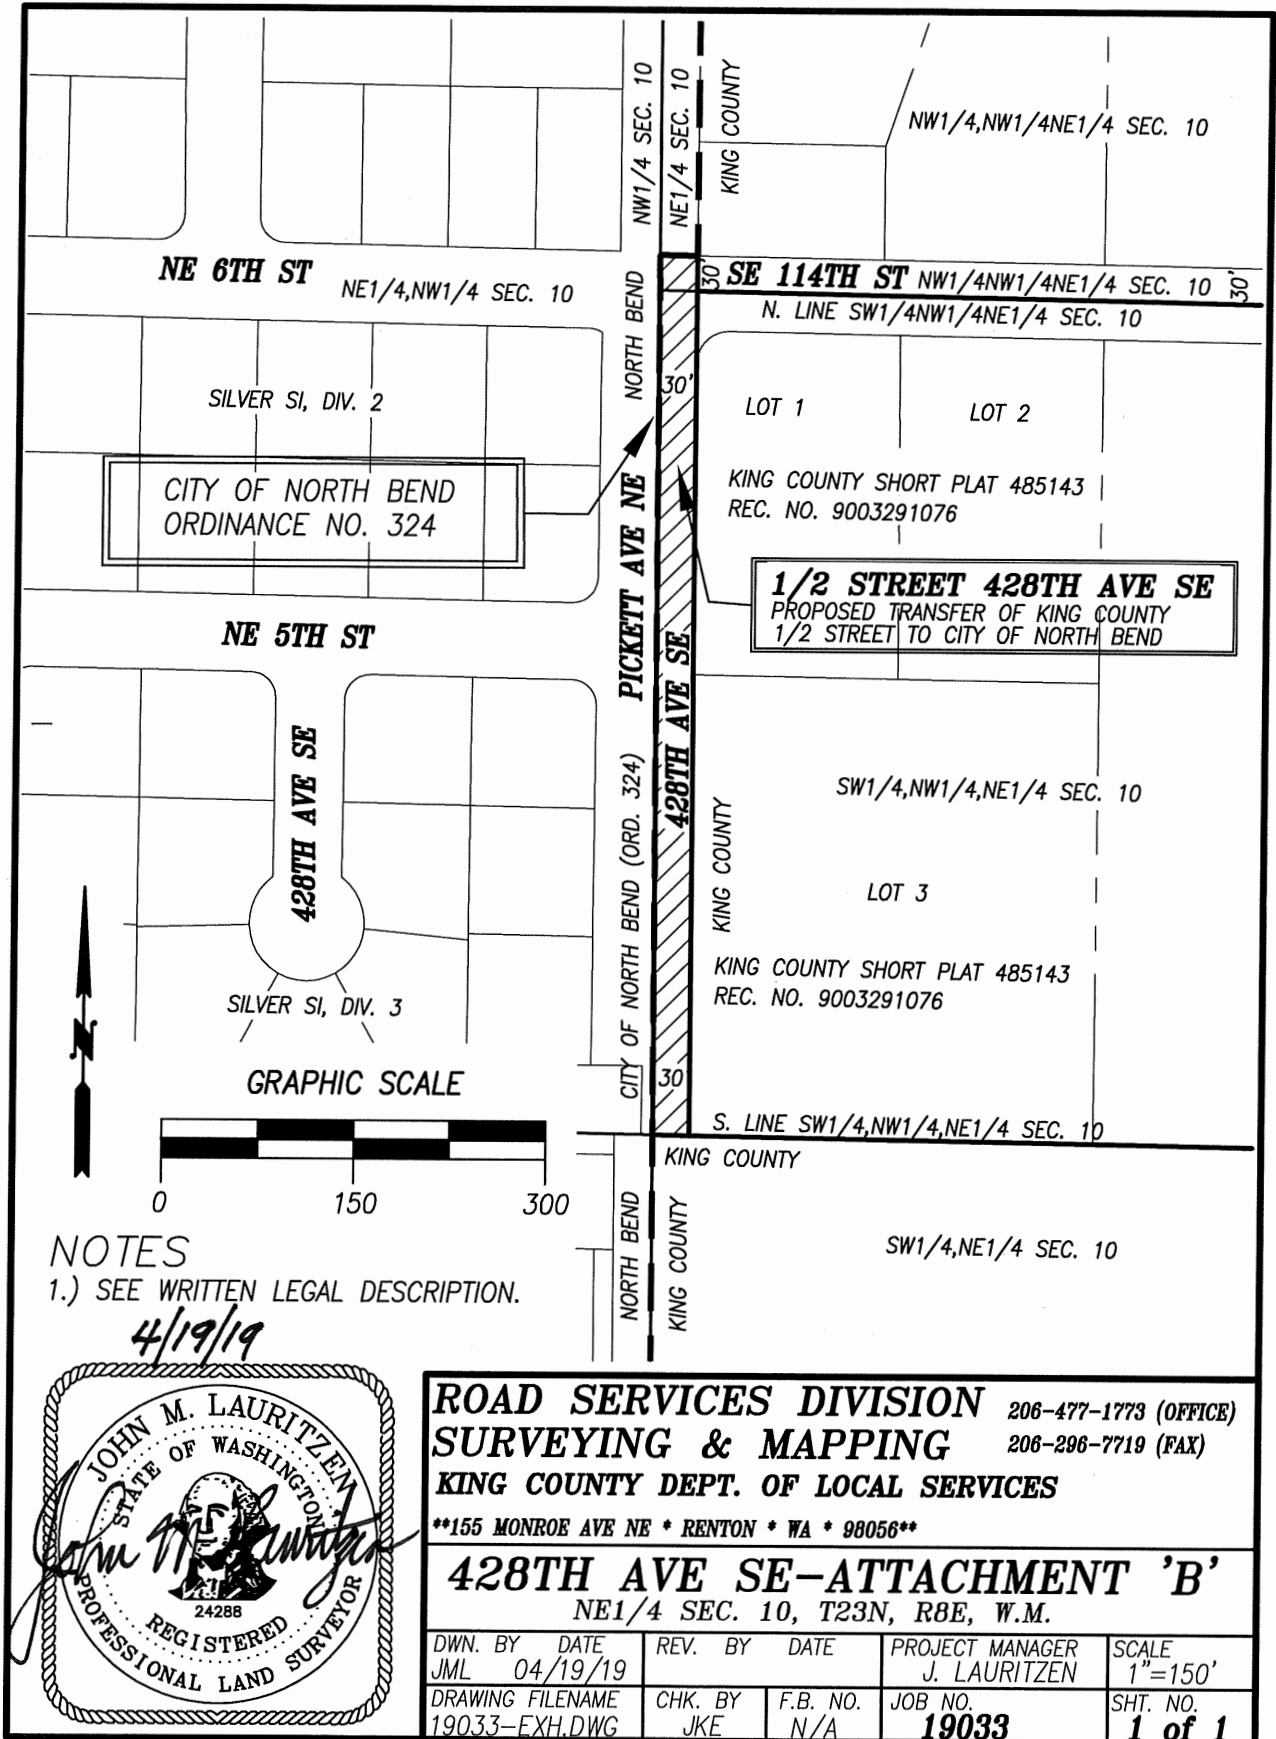 NW1/4 SEC. 10
NE1/4 SEC. 10
KING COUNTY
NW1/4,NW1/4NE1/4 SEC. 10
NE 6TH ST
NE1/4,NW1/4 SEC. 10
NORTH BEND
30'
SE 114TH ST
NW1/4NW1/4NE1/4 SEC. 10
30'
N. LINE SW1/4NW1/4NE1/4 SEC. 10
SILVER SI, DIV. 2
30'
LOT 1
LOT 2
CITY OF NORTH BEND
ORDINANCE NO. 324
KING COUNTY SHORT PLAT 485143
REC. NO. 9003291076
PICKETT AVE NE
1/2 STREET 428TH AVE SE
PROPOSED TRANSFER OF KING COUNTY
1/2 STREET TO CITY OF NORTH BEND
NE 5TH ST
428TH AVE SE
428TH AVE SE
CITY OF NORTH BEND (ORD. 324)
KING COUNTY
SW1/4,NW1/4,NE1/4 SEC. 10
LOT 3
KING COUNTY SHORT PLAT 485143
REC. NO. 9003291076
SILVER SI, DIV. 3
N
GRAPHIC SCALE
0 150 300
30
S. LINE SW1/4,NW1/4,NE1/4 SEC. 10
KING COUNTY
NORTH BEND
KING COUNTY
SW1/4,NE1/4 SEC. 10
NOTES
1.) SEE WRITTEN LEGAL DESCRIPTION.
4/19/19
JOHN M. LAURITZEN
STATE OF WASHINGTON
John M Lauritzen
24288
REGISTERED
PROFESSIONAL LAND SURVEYOR
ROAD SERVICES DIVISION 206-477-1773 (OFFICE)
SURVEYING & MAPPING 206-296-7719 (FAX)
KING COUNTY DEPT. OF LOCAL SERVICES
**155 MONROE AVE NE * RENTON * WA * 98056**
428TH AVE SE-ATTACHMENT 'B'
NE1/4 SEC. 10, T23N, R8E, W.M.
DWN. BY DATE REV. BY DATE PROJECT MANAGER SCALE
JML 04/19/19 J. LAURITZEN 1"=150'
DRAWING FILENAME CHK. BY F.B. NO. JOB NO. SHT. NO.
19033-EXH.DWG JKE N/A 19033 1 of 1